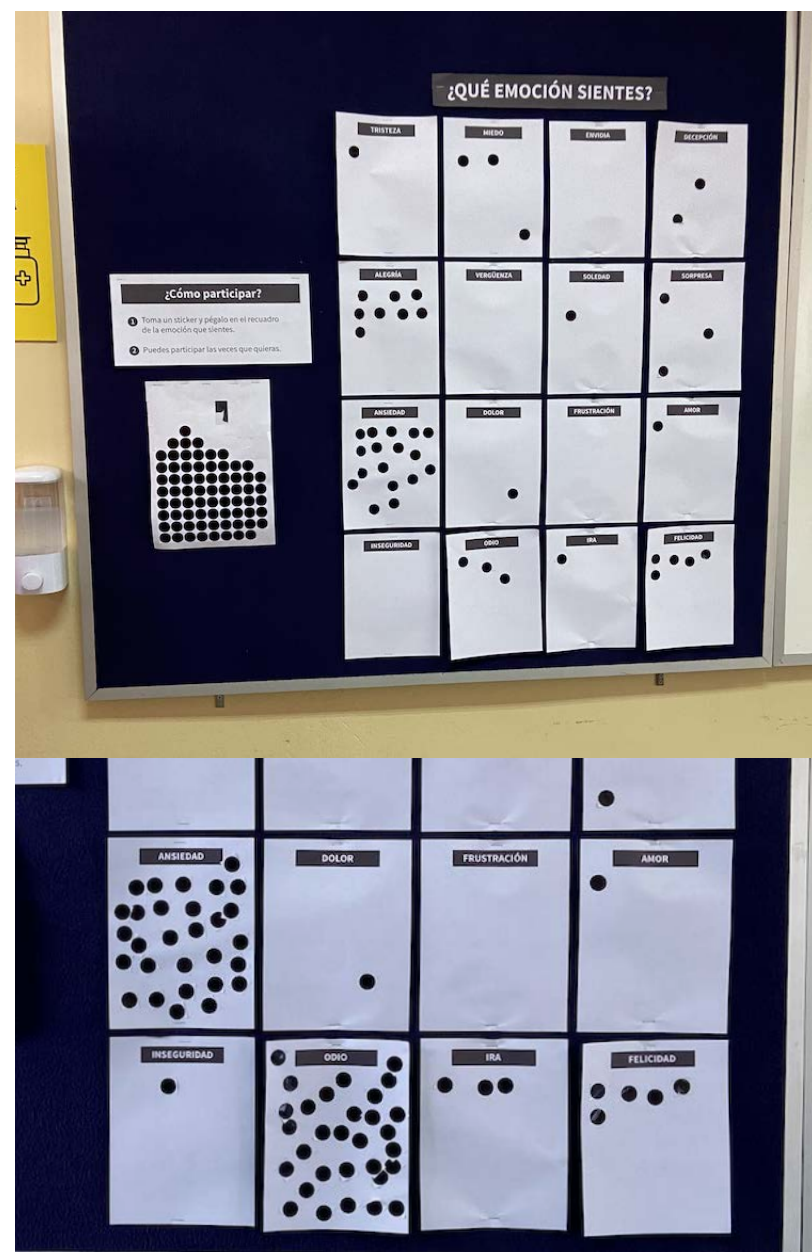 ¿QUÉ EMOCIÓN SIENTES?
TRISTEZA
MIEDO
ENVIDIA
DECEPCIÓN
¿Cómo participar?
1 Toma un sticker y pégalo en el recuadro
de la emoción que sientes.
2 Puedes participar las veces que quieras.
ALEGRÍA
VERGÜENZA
SOLEDAD
SORPRESA
ANSIEDAD
DOLOR
FRUSTRACIÓN
AMOR
INSEGURIDAD
ODIO
IRA
FELICIDAD
s.
ANSIEDAD
DOLOR
FRUSTRACIÓN
AMOR
INSEGURIDAD
ODIO
IRA
FELICIDAD